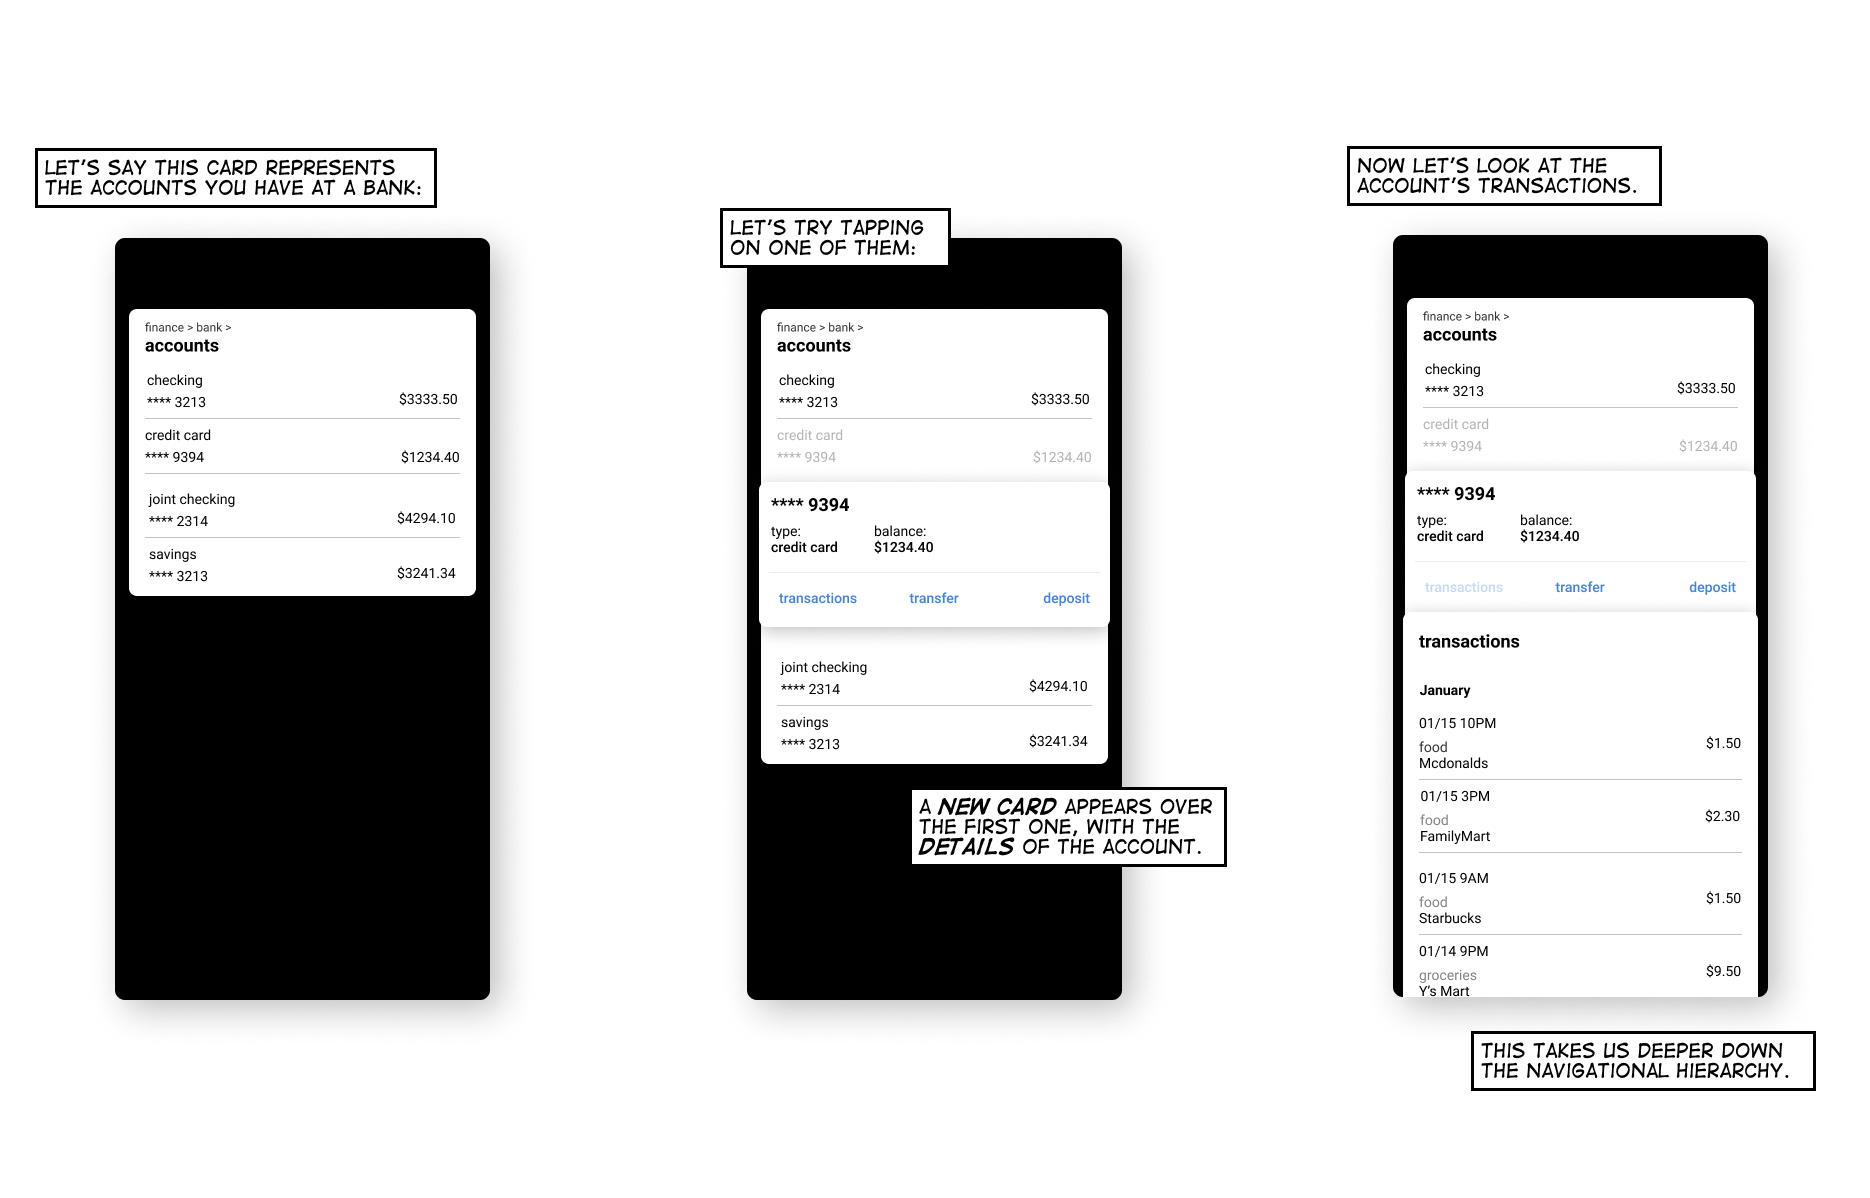 LET'S SAY THIS CARD REPRESENTS
THE ACCOUNTS YOU HAVE AT A BANK:
finance > bank >
accounts
checking
**** 3213
$3333.50
credit card
**** 9394
$1234.40
joint checking
**** 2314
$4294.10
savings
**** 3213
$3241.34
LET'S TRY TAPPING
ON ONE OF THEM:
finance > bank >
accounts
checking
**** 3213
$3333.50
credit card
**** 9394
$1234.40
**** 9394
type: balance:
credit card $1234.40
transactions transfer deposit
joint checking
**** 2314
$4294.10
savings
**** 3213
$3241.34
A NEW CARD APPEARS OVER
THE FIRST ONE, WITH THE
DETAILS OF THE ACCOUNT.
NOW LET'S LOOK AT THE
ACCOUNT'S TRANSACTIONS.
finance > bank >
accounts
checking
**** 3213
$3333.50
credit card
**** 9394
$1234.40
**** 9394
type: balance:
credit card $1234.40
transactions transfer deposit
transactions
January
01/15 10PM
$1.50
food
Mcdonalds
01/15 3PM
$2.30
food
FamilyMart
01/15 9AM
$1.50
food
Starbucks
01/14 9PM
$9.50
groceries
Y's Mart
THIS TAKES US DEEPER DOWN
THE NAVIGATIONAL HIERARCHY.